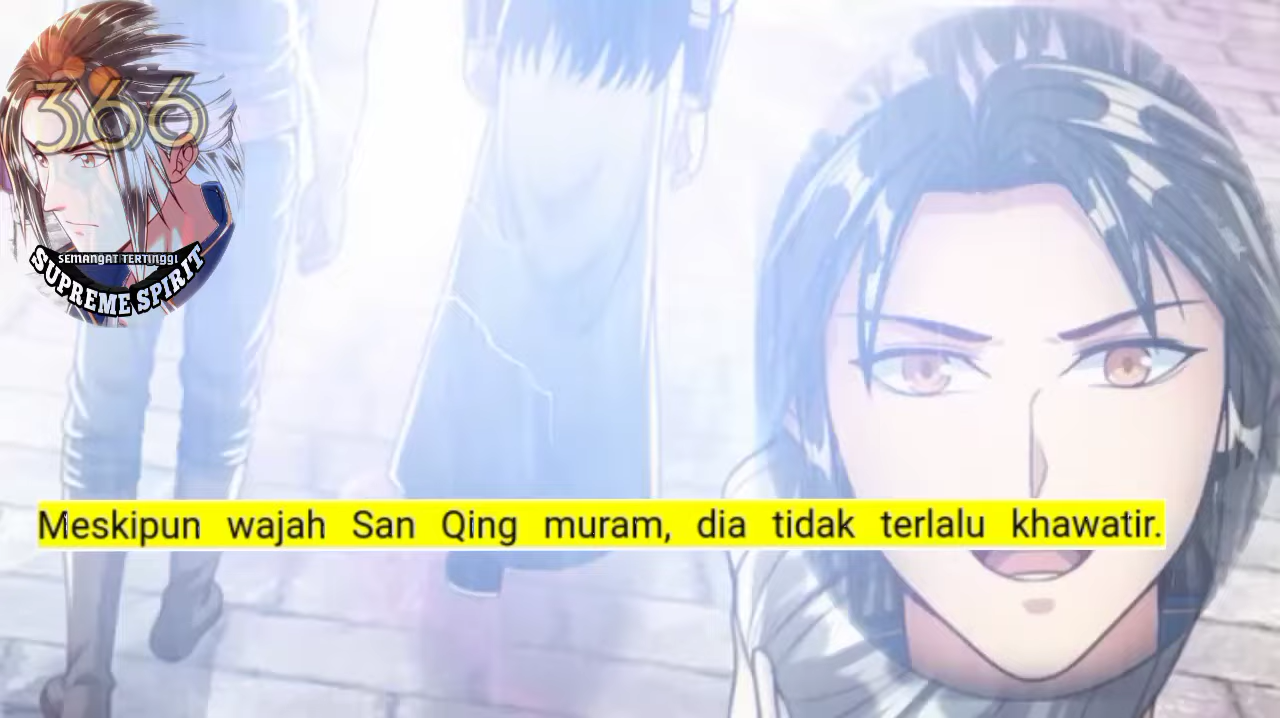 366
SEMANGAT TERTINGGI
SUPREME SPIRIT
Meskipun wajah San Qing muram, dia tidak terlalu khawatir.